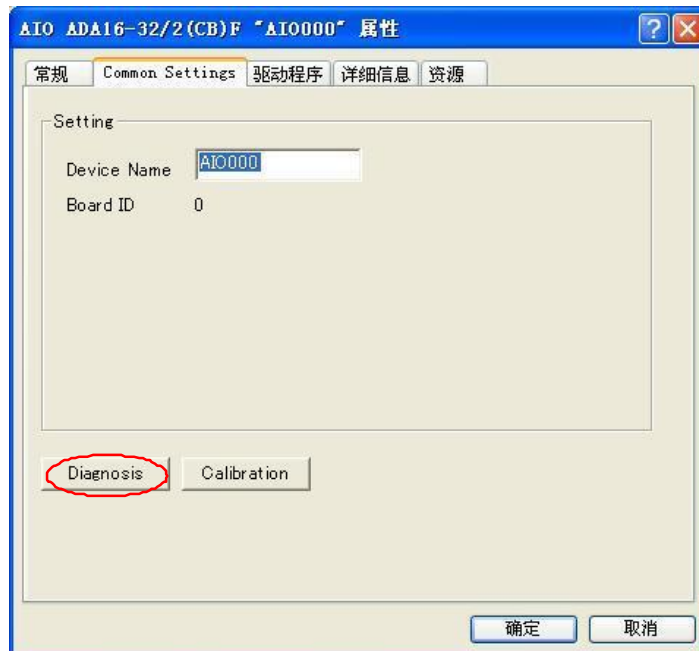 AIO ADA16-32/2(CB)F "AIO000" 属性
常规 Common Settings 驱动程序 详细信息 资源
Setting
Device Name AIO000
Board ID 0
Diagnosis Calibration
确定 取消